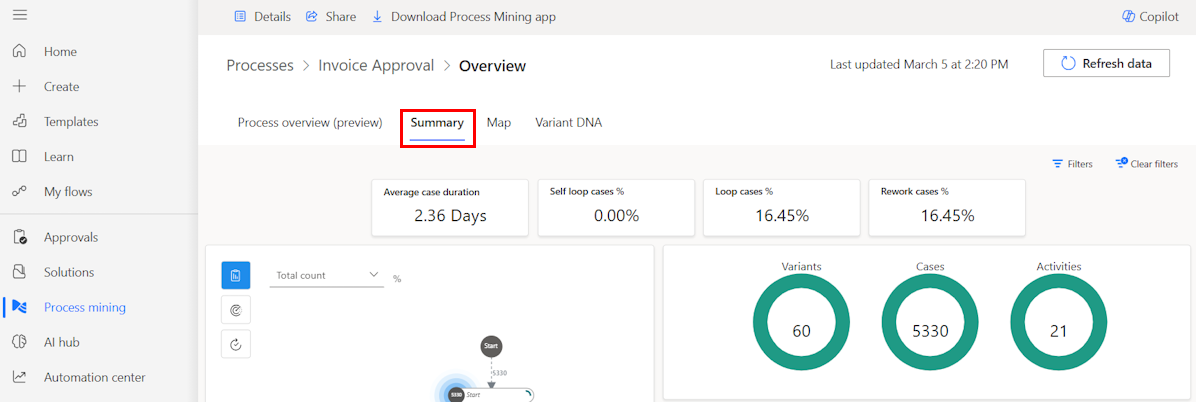 Details Share Download Process Mining app Copilot
Home
Create
Templates
Learn
My flows
Approvals
Solutions
Process mining
AI hub
Automation center
Processes > Invoice Approval > Overview
Last updated March 5 at 2:20 PM Refresh data
Process overview (preview) Summary Map Variant DNA
Filters Clear filters
Average case duration
2.36 Days
Self loop cases %
0.00%
Loop cases %
16.45%
Rework cases %
16.45%
Total count %
Start
5330
5330 Start
Variants
60
Cases
5330
Activities
21